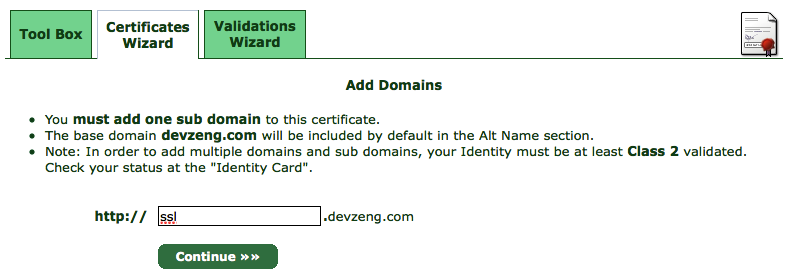 Tool Box
Certificates
Wizard
Validations
Wizard
Add Domains
You must add one sub domain to this certificate.
The base domain devzeng.com will be included by default in the Alt Name section.
Note: In order to add multiple domains and sub domains, your Identity must be at least Class 2 validated.
Check your status at the "Identity Card".
http:// ssl .devzeng.com
Continue »»